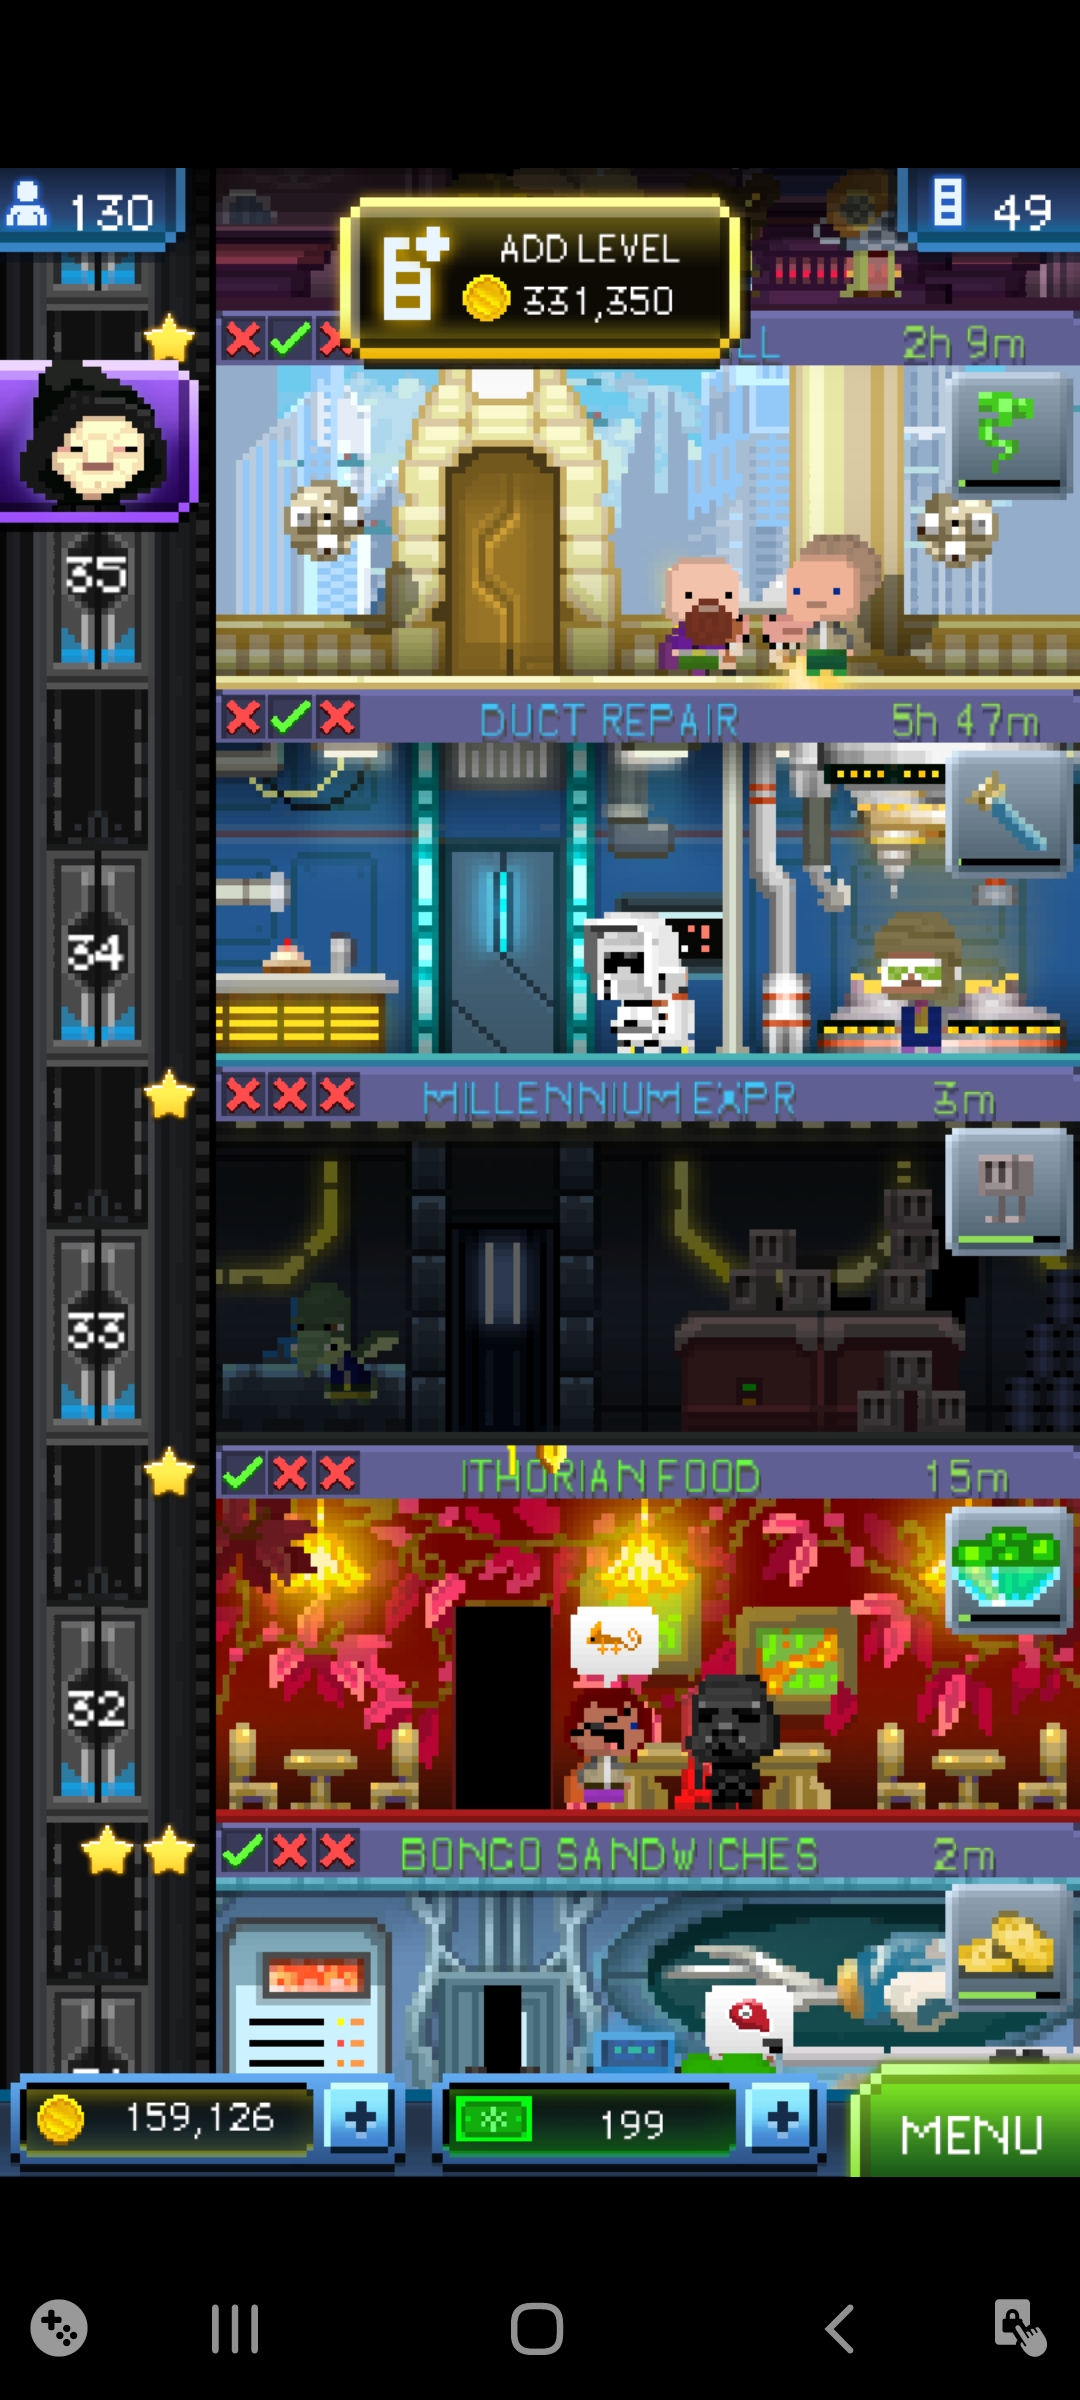 130
49
ADD LEVEL
331,350
LL 2h 9m
35
DUCT REPAIR 5h 47m
34
MILLENNIUM EXPR 3m
33
ITHORIAN FOOD 15m
32
BONGO SANDWICHES 2m
159,126
199
MENU